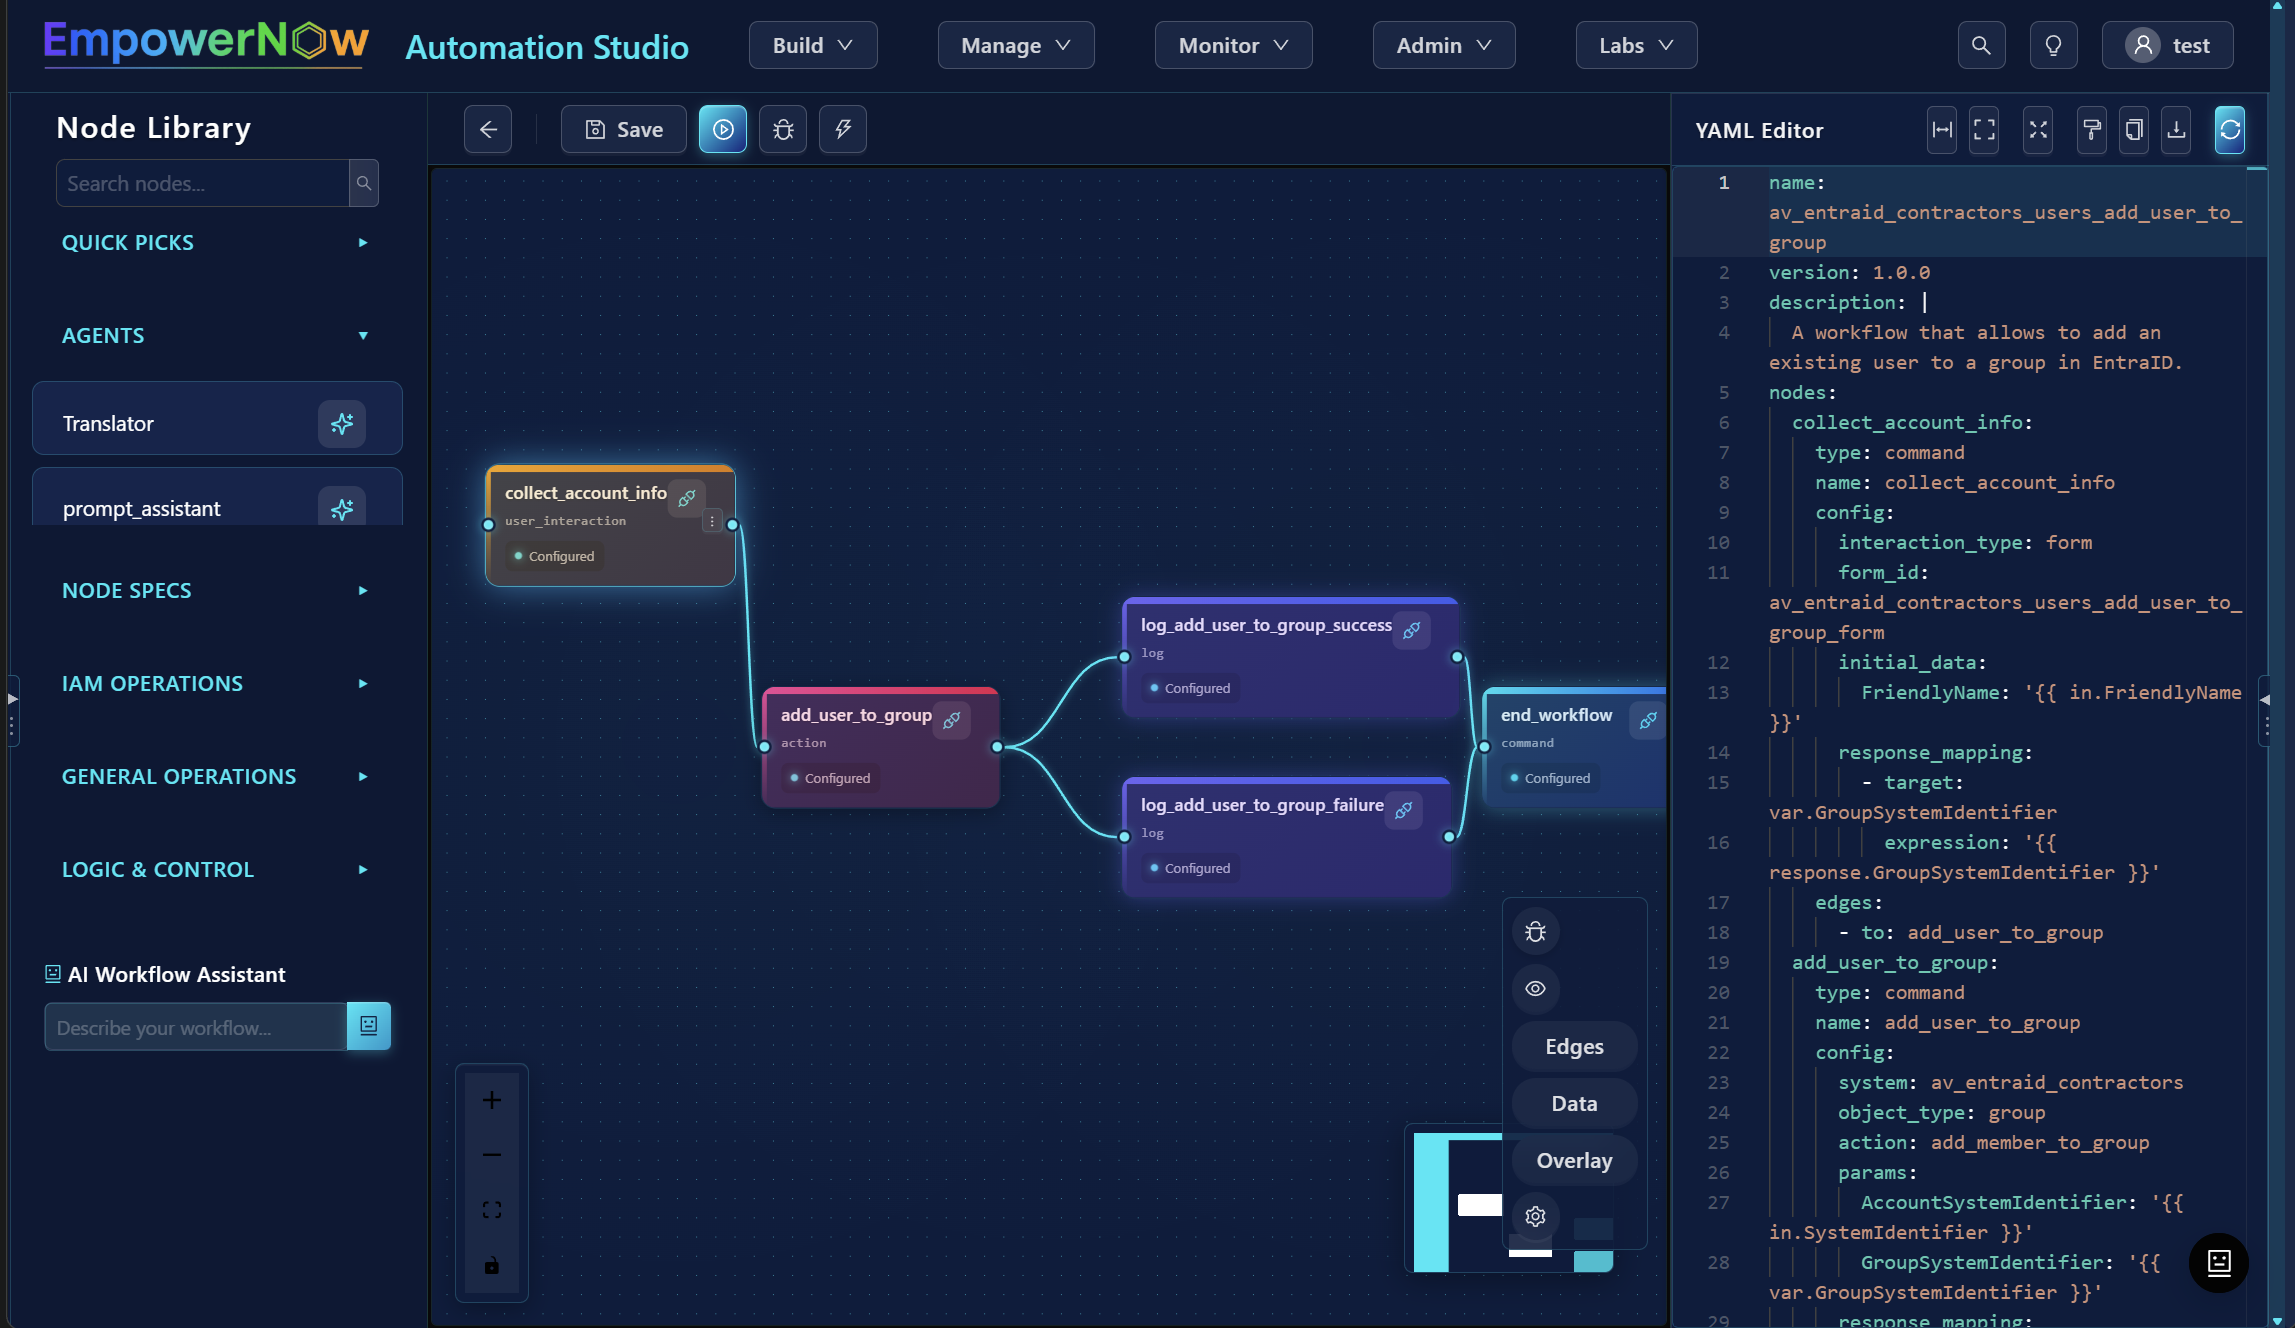 EmpowerNow
Automation Studio
Build
Manage
Monitor
Admin
Labs
test
Node Library
Search nodes...
QUICK PICKS
AGENTS
Translator
prompt_assistant
NODE SPECS
IAM OPERATIONS
GENERAL OPERATIONS
LOGIC & CONTROL
AI Workflow Assistant
Describe your workflow...
Save
collect_account_info
user_interaction
Configured
add_user_to_group
action
Configured
log_add_user_to_group_success
log
Configured
log_add_user_to_group_failure
log
Configured
end_workflow
command
Configured
Edges
Data
Overlay
YAML Editor
1 name:
av_entraid_contractors_users_add_user_to_
group
2 version: 1.0.0
3 description: |
4 A workflow that allows to add an
existing user to a group in EntraID.
5 nodes:
6 collect_account_info:
7 type: command
8 name: collect_account_info
9 config:
10 interaction_type: form
11 form_id:
av_entraid_contractors_users_add_user_to_
group_form
12 initial_data:
13 FriendlyName: '{{ in.FriendlyName
}}'
14 response_mapping:
15 - target:
var.GroupSystemIdentifier
16 expression: '{{
response.GroupSystemIdentifier }}'
17 edges:
18 - to: add_user_to_group
19 add_user_to_group:
20 type: command
21 name: add_user_to_group
22 config:
23 system: av_entraid_contractors
24 object_type: group
25 action: add_member_to_group
26 params:
27 AccountSystemIdentifier: '{{
in.SystemIdentifier }}'
28 GroupSystemIdentifier: '{{
var.GroupSystemIdentifier }}'
29 response_mapping: